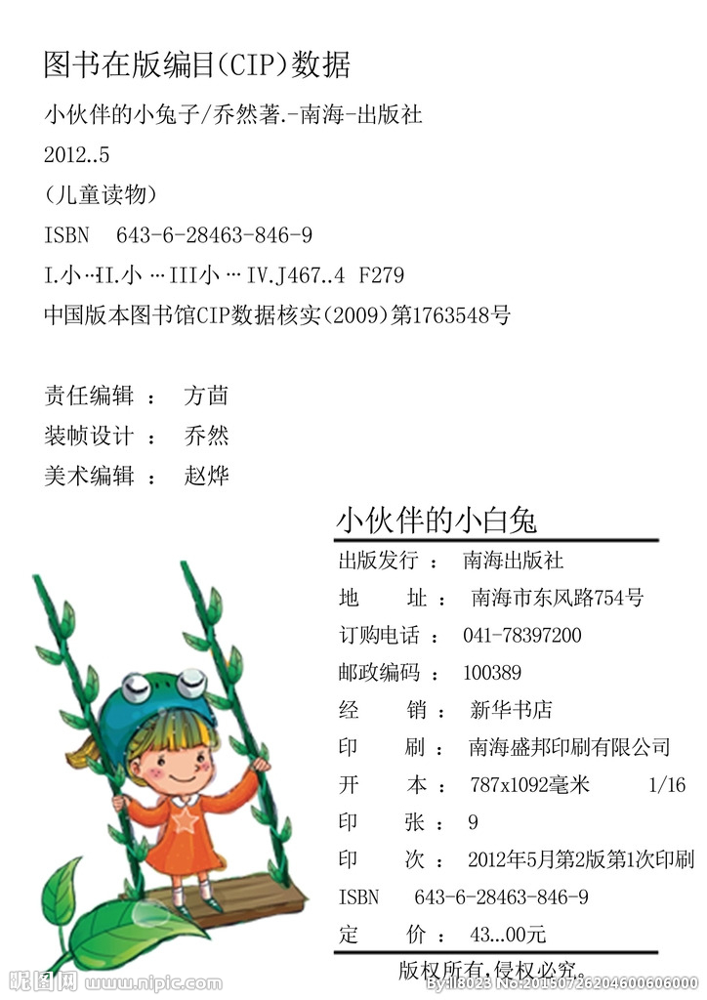 图书在版编目(CIP)数据
小伙伴的小兔子/乔然著.-南海-出版社
2012..5
(儿童读物)
ISBN 643-6-28463-846-9
I.小…II.小…III小…IV.J467..4 F279
中国版本图书馆CIP数据核实(2009)第1763548号
责任编辑 : 方茴
装帧设计 : 乔然
美术编辑 : 赵烨
小伙伴的小白兔
出版发行 : 南海出版社
地 址 : 南海市东风路754号
订购电话 : 041-78397200
邮政编码 : 100389
经 销 : 新华书店
印 刷 : 南海盛邦印刷有限公司
开 本 : 787x1092毫米 1/16
印 张 : 9
印 次 : 2012年5月第2版第1次印刷
ISBN 643-6-28463-846-9
定 价 : 43...00元
版权所有,侵权必究。
昵图网 www.nipic.com
By:ll8023 No:20150726204600606000